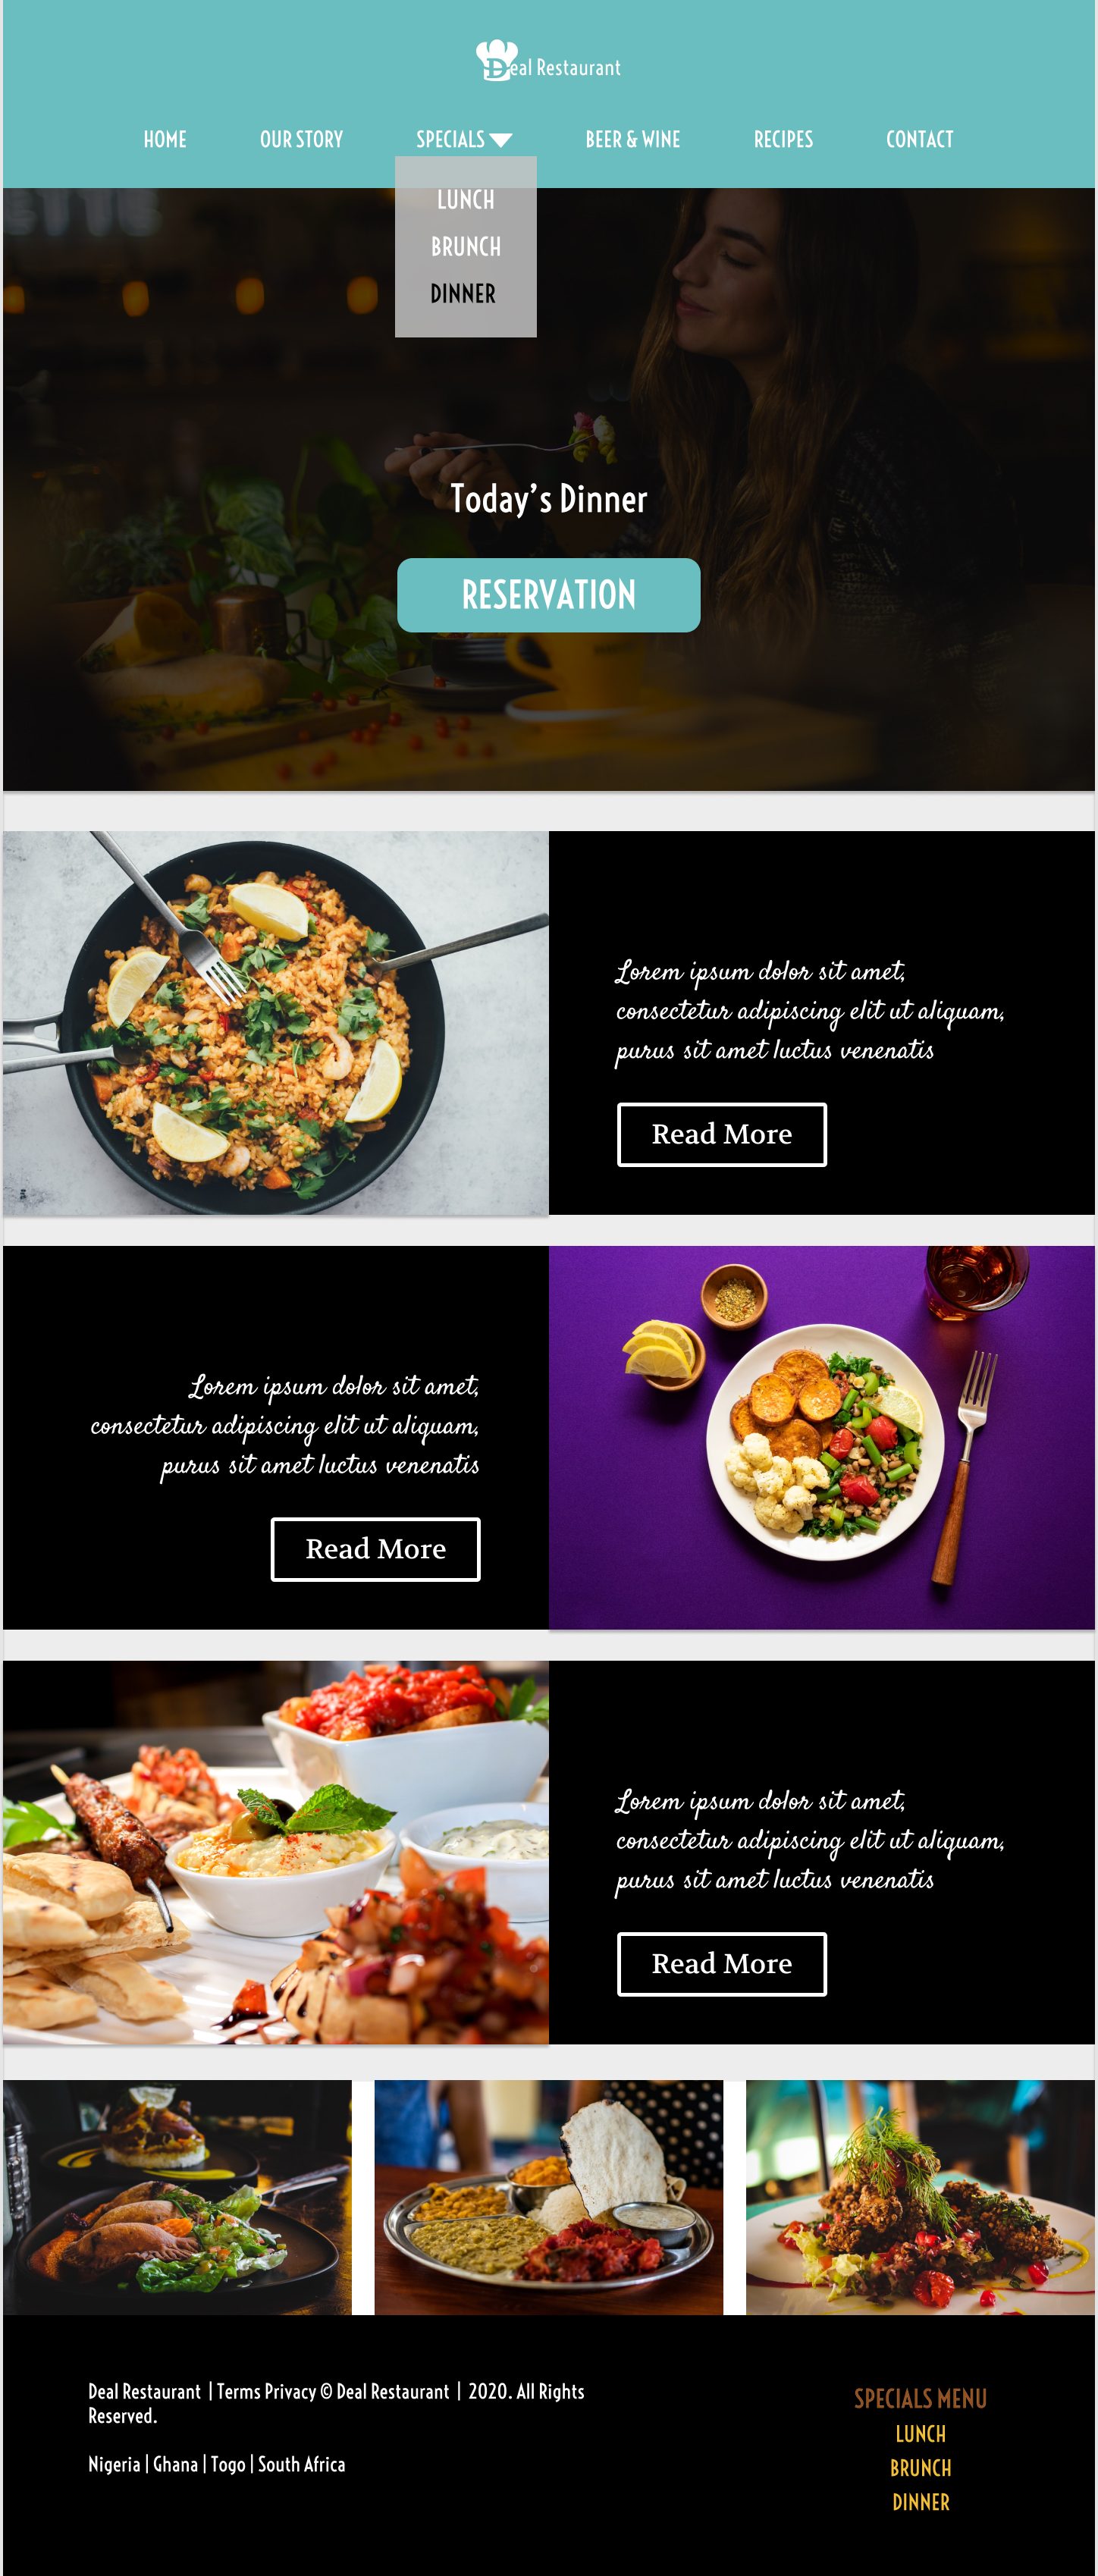 Deal Restaurant
HOME OUR STORY SPECIALS BEER & WINE RECIPES CONTACT
LUNCH
BRUNCH
DINNER
Today’s Dinner
RESERVATION
Lorem ipsum dolor sit amet,
consectetur adipiscing elit ut aliquam,
purus sit amet luctus venenatis
Read More
Lorem ipsum dolor sit amet,
consectetur adipiscing elit ut aliquam,
purus sit amet luctus venenatis
Read More
Lorem ipsum dolor sit amet,
consectetur adipiscing elit ut aliquam,
purus sit amet luctus venenatis
Read More
Deal Restaurant | Terms Privacy © Deal Restaurant | 2020. All Rights
Reserved.
Nigeria | Ghana | Togo | South Africa
SPECIALS MENU
LUNCH
BRUNCH
DINNER